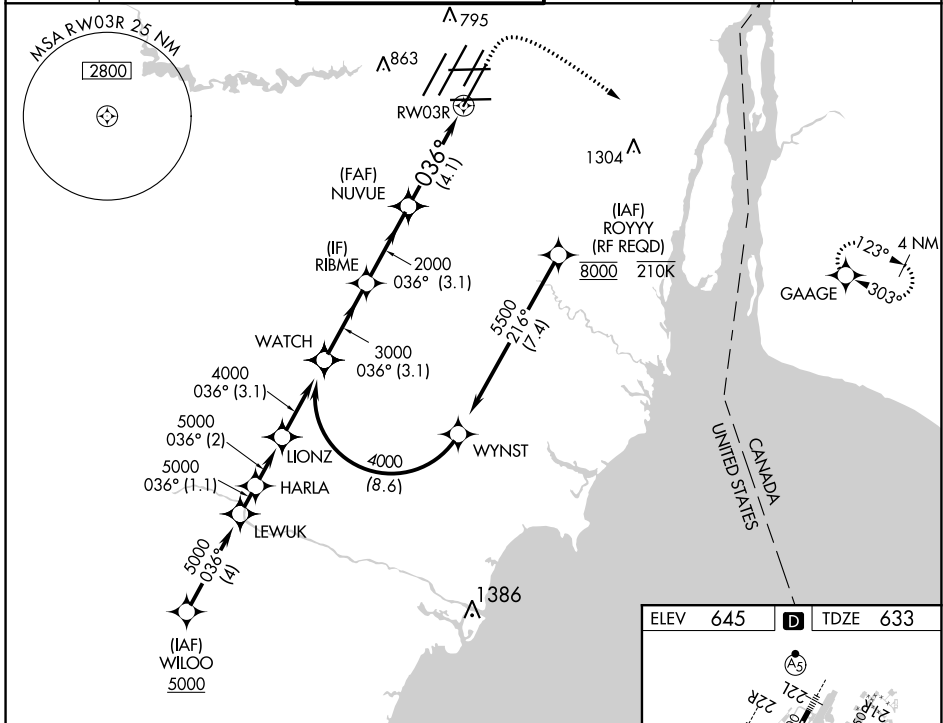 MSA RW03R 25 NM
2800
795
863
RW03R
1304
036°
(4.1)
(FAF)
NUVUE
(IF)
RIBME
2000
036° (3.1)
(IAF)
ROYYY
(RF REQD)
8000 210K
123°
4 NM
303°
GAAGE
5500
216°
(7.4)
WATCH
3000
036° (3.1)
4000
036° (3.1)
5000
036° (2)
LIONZ
4000
(8.6)
WYNST
5000
036° (1.1)
HARLA
LEWUK
CANADA
UNITED STATES
5000
036°
(4)
1386
(IAF)
WILOO
5000
ELEV 645 D TDZE 633
A5
22R
22L
21R